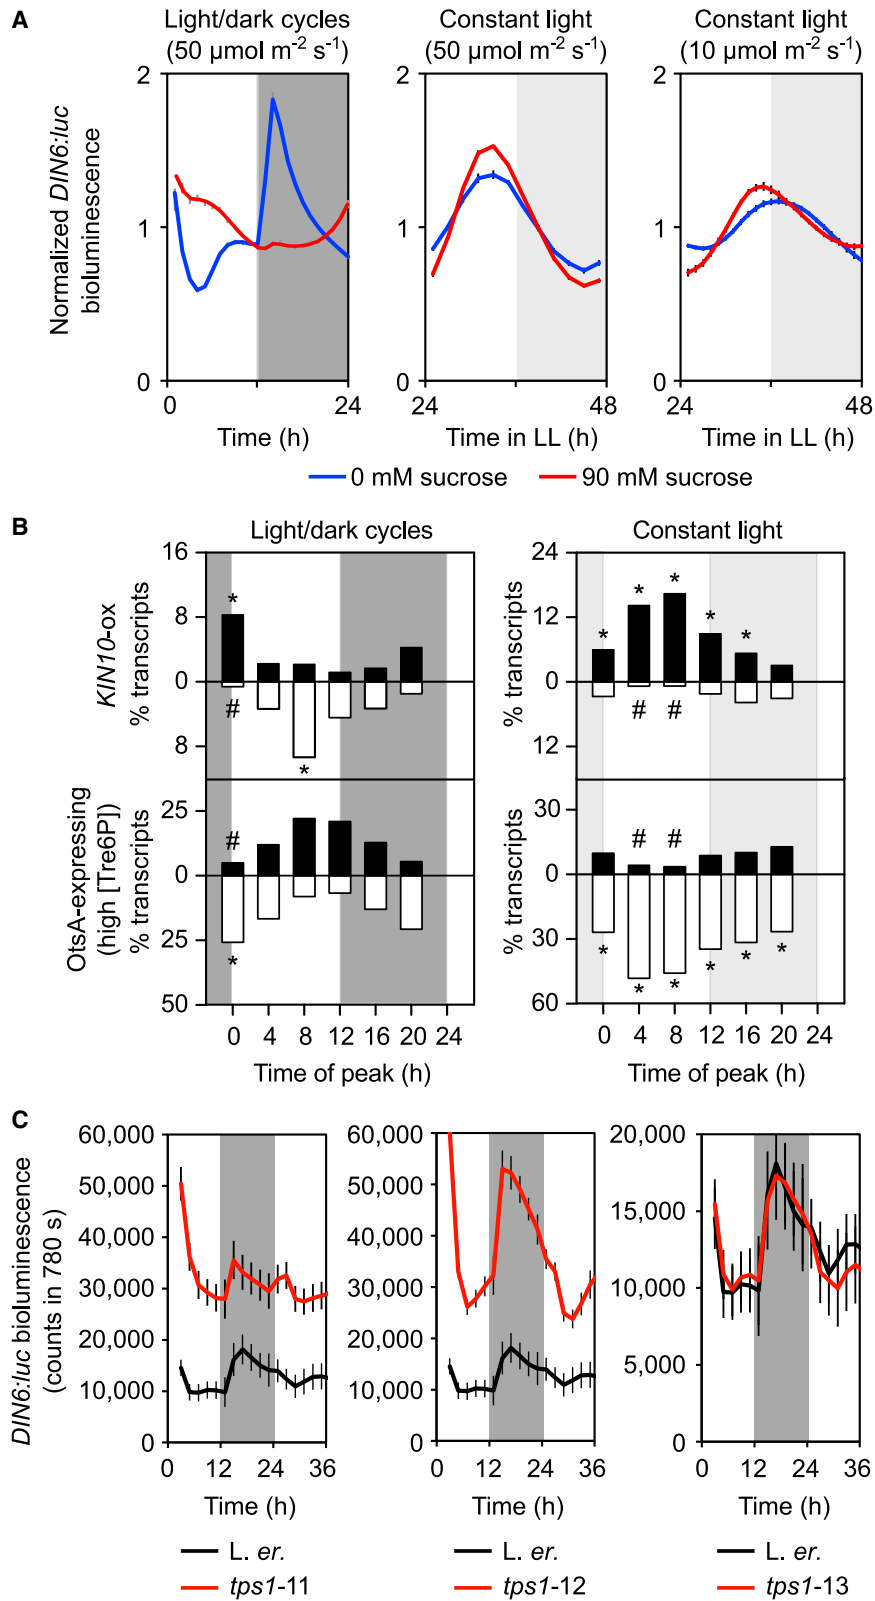 A
Light/dark cycles
(50 µmol m-2 s-1)
Constant light
(50 µmol m-2 s-1)
Constant light
(10 µmol m-2 s-1)
Normalized DIN6:luc
bioluminescence
2
1
0
0
24
Time (h)
2
1
0
24
48
Time in LL (h)
2
1
0
24
48
Time in LL (h)
0 mM sucrose
90 mM sucrose
B
Light/dark cycles
Constant light
KIN10-ox
% transcripts
16
8
0
8
*
#
*
% transcripts
24
12
0
12
* * * * *
# #
OtsA-expressing
(high [Tre6P])
% transcripts
25
0
25
50
#
*
% transcripts
30
0
30
60
# #
* * * * * *
0 4 8 12 16 20 24
Time of peak (h)
0 4 8 12 16 20 24
Time of peak (h)
C
DIN6:luc bioluminescence
(counts in 780 s)
60,000
50,000
40,000
30,000
20,000
10,000
0
0 12 24 36
Time (h)
L. er.
tps1-11
60,000
50,000
40,000
30,000
20,000
10,000
0
0 12 24 36
Time (h)
L. er.
tps1-12
20,000
15,000
10,000
5,000
0
0 12 24 36
Time (h)
L. er.
tps1-13